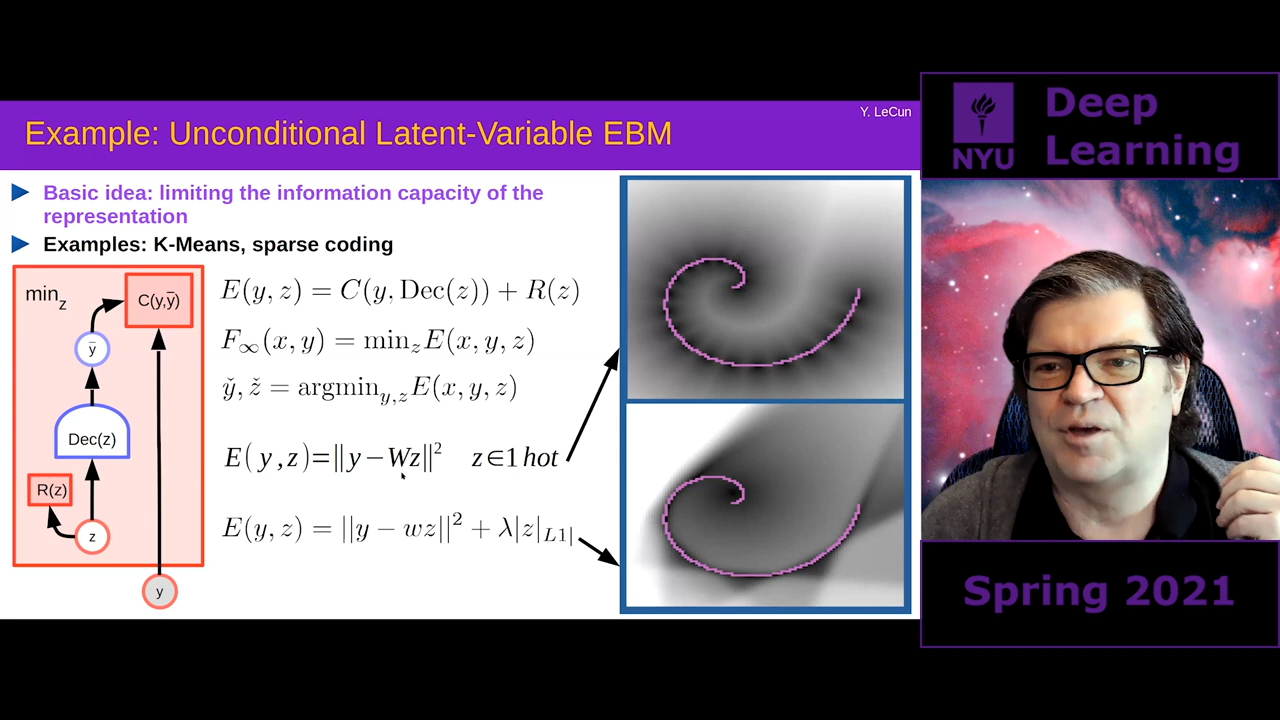 Y. LeCun
Example: Unconditional Latent-Variable EBM
Basic idea: limiting the information capacity of the
representation
Examples: K-Means, sparse coding
min_z
C(y,ȳ)
ȳ
Dec(z)
R(z)
z
y
E(y, z) = C(y, Dec(z)) + R(z)
F_∞(x, y) = min_z E(x, y, z)
y̌, ž = argmin_{y,z} E(x, y, z)
E(y,z)=‖y−Wz‖² z∈1 hot
E(y, z) = ||y − wz||² + λ|z|_{L1|}
NYU
Deep
Learning
Spring 2021